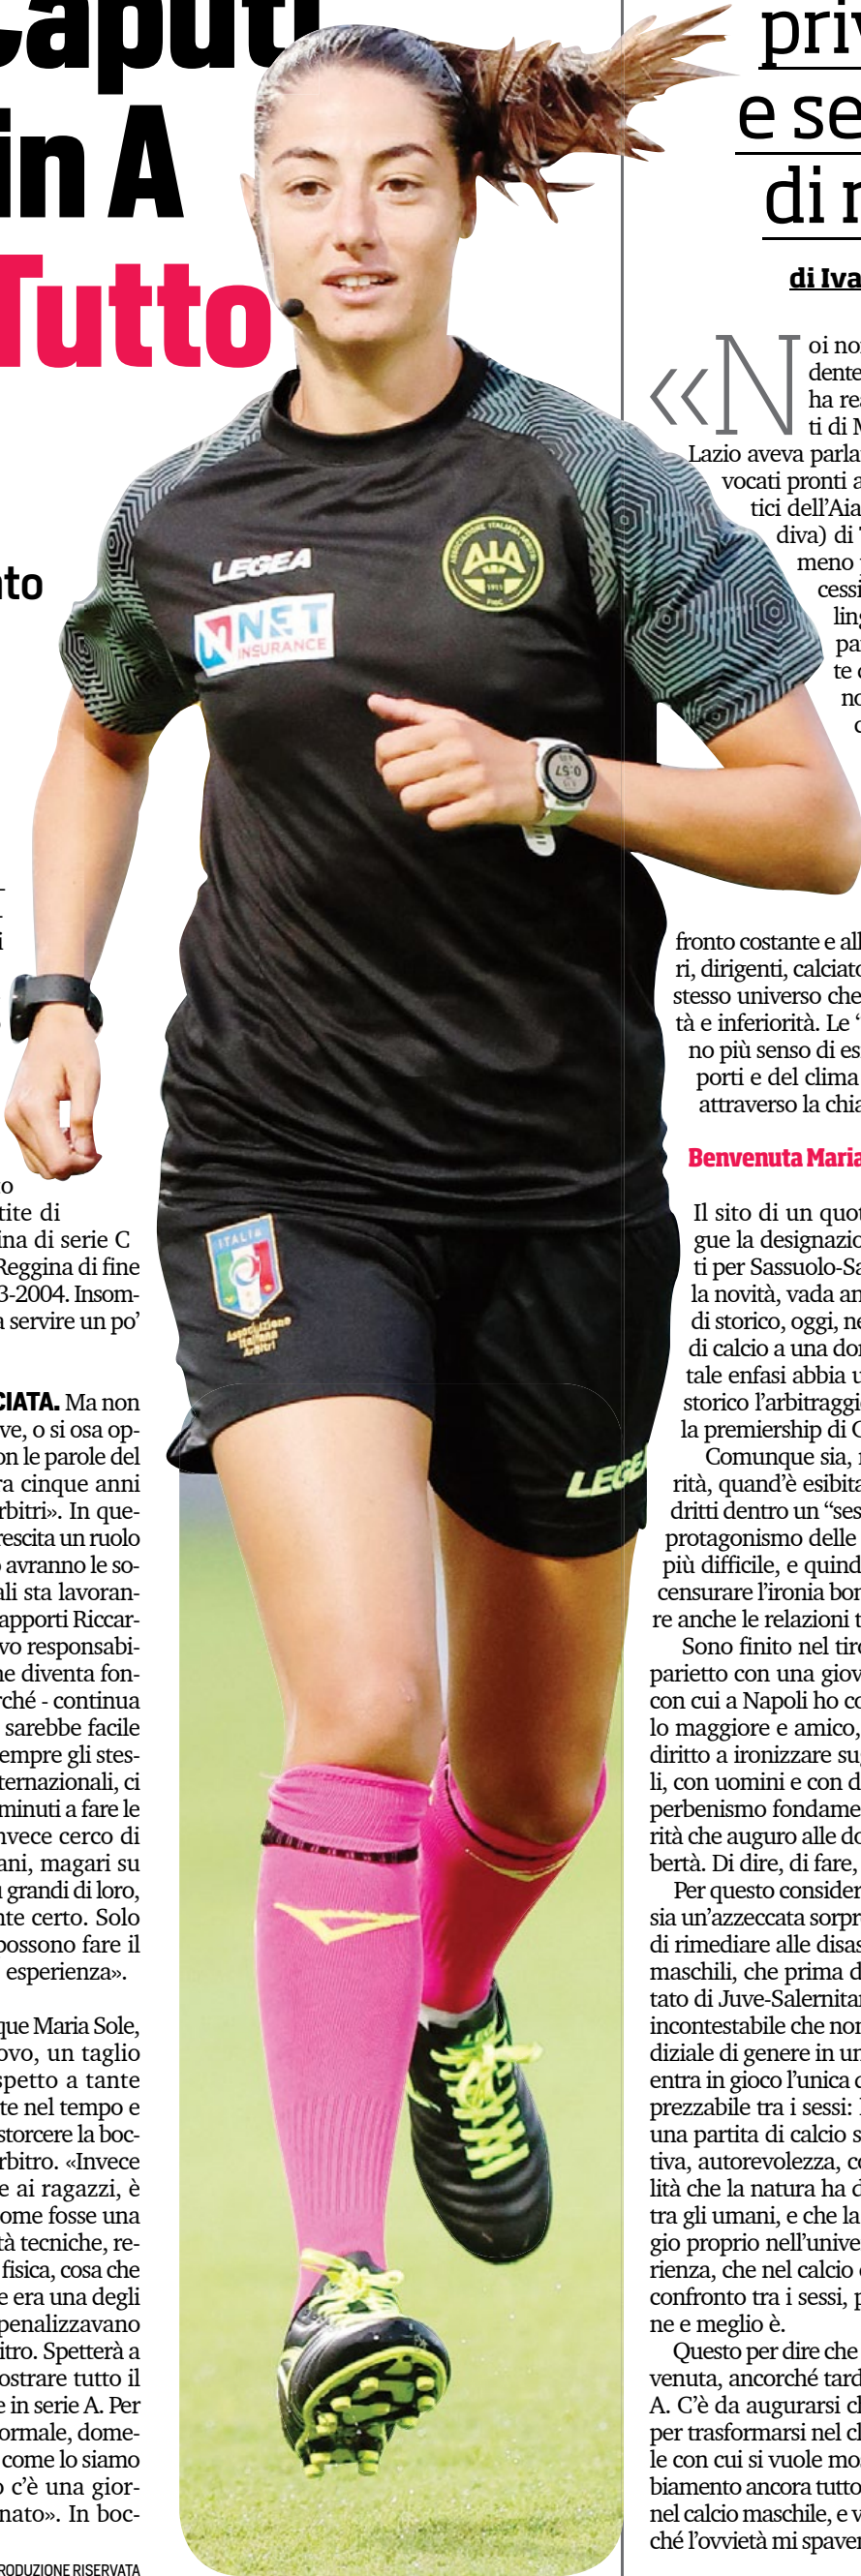 Caputi
in A
Tutto
priv
e se
di r
di Iva
«Noi non
dente
ha rea
ti di M
Lazio aveva parla
vocati pronti a
tici dell'Aia
diva) di
meno
cessi
ling
par
te
no
LEGEA
NET
INSURANCE
ASSOCIAZIONE ITALIANA ARBITRI
AIA
1911
FIGC
0:57
fronto costante e all
ri, dirigenti, calciato
stesso universo che
tà e inferiorità. Le “
no più senso di es
porti e del clima
attraverso la chia
Benvenuta Maria
Il sito di un quot
gue la designazio
ti per Sassuolo-Sa
la novità, vada an
di storico, oggi, ne
di calcio a una don
tale enfasi abbia u
storico l'arbitraggio
la premiership di G
Comunque sia, n
rità, quand'è esibita
dritti dentro un “ses
protagonismo delle
più difficile, e quind
censurare l'ironia bon
re anche le relazioni t
Sono finito nel tiro
parietto con una giov
con cui a Napoli ho co
lo maggiore e amico,
diritto a ironizzare su
li, con uomini e con d
perbenismo fondame
rità che auguro alle do
bertà. Di dire, di fare,
Per questo consider
sia un'azzeccata sorpr
di rimediare alle disas
maschili, che prima d
tato di Juve-Salernitan
incontestabile che non
diziale di genere in un
entra in gioco l'unica d
prezzabile tra i sessi: l
una partita di calcio s
tiva, autorevolezza, co
lità che la natura ha d
tra gli umani, e che la
gio proprio nell'unive
rienza, che nel calcio
confronto tra i sessi, p
ne e meglio è.
Questo per dire che
venuta, ancorché tard
A. C'è da augurarsi ch
per trasformarsi nel cl
le con cui si vuole mos
biamento ancora tutto
nel calcio maschile, e v
ché l'ovvietà mi spaven
ITALIA
Associazione
Italiana
Arbitri
LEGEA
nto
-
-
i
to
tite di
ina di serie C
Reggina di fine
3-2004. Insom-
a servire un po'
CIATA. Ma non
ve, o si osa op-
on le parole del
ra cinque anni
rbitri». In que-
rescita un ruolo
o avranno le so-
ali sta lavoran-
apporti Riccar-
vo responsabi-
ne diventa fon-
rché - continua
sarebbe facile
empre gli stes-
ternazionali, ci
minuti a fare le
nvece cerco di
ani, magari su
ù grandi di loro,
nte certo. Solo
possono fare il
esperienza».
que Maria Sole,
ovo, un taglio
spetto a tante
te nel tempo e
storcere la boc-
rbitro. «Invece
e ai ragazzi, è
ome fosse una
tà tecniche, re-
fisica, cosa che
e era una degli
penalizzavano
itro. Spetterà a
ostrare tutto il
e in serie A. Per
ormale, dome-
come lo siamo
o c'è una gior-
nato». In boc-
RODUZIONE RISERVATA